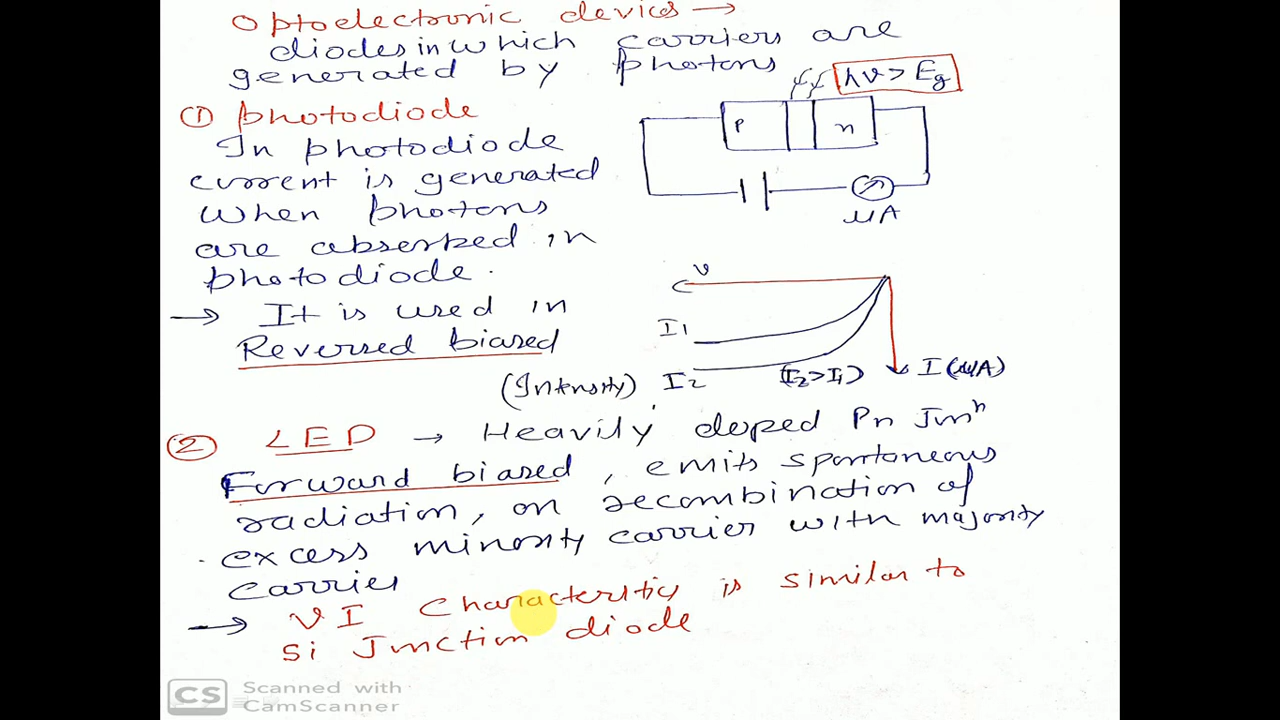 Optoelectronic devics →
diodes in which carriers are
generated by photons
hν > Eg
① photodiode
P n
In photodiode
current is generated
when photons
μA
are absorbed in
photodiode.
v
→ It is used in
I1
Reversed biased
(Intensity) I2 (I2>I1) I (μA)
② LED → Heavily doped Pn Jnⁿ
Forward biased, emits spontaneous
radiation, on recombination of
excess minority carrier with majority
carrier
→ VI Characteristic is similar to
Si Junction diode
CS Scanned with
CamScanner